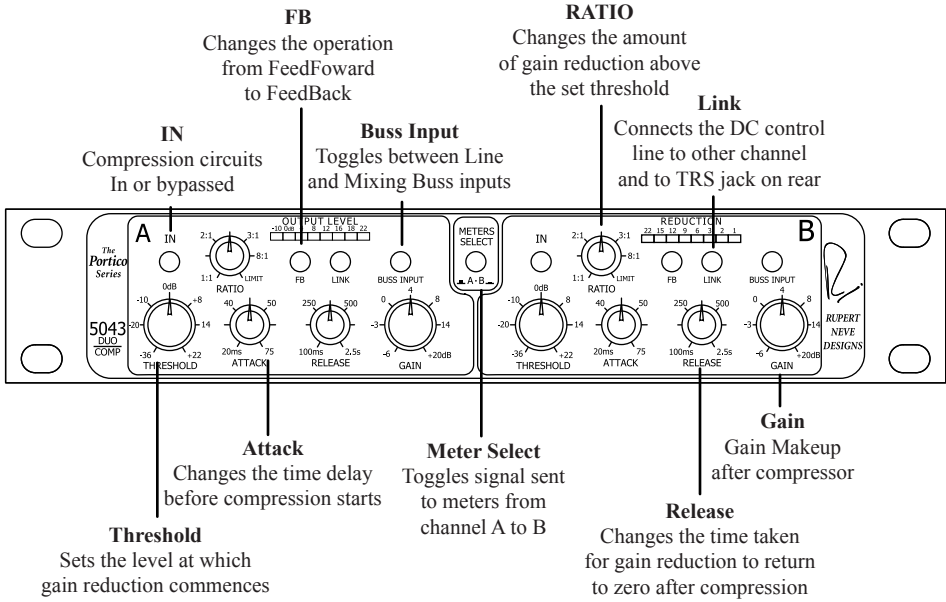 FB
Changes the operation
from FeedFoward
to FeedBack
RATIO
Changes the amount
of gain reduction above
the set threshold
IN
Compression circuits
In or bypassed
Buss Input
Toggles between Line
and Mixing Buss inputs
Link
Connects the DC control
line to other channel
and to TRS jack on rear
The
Portico
Series
5043
DUO
COMP
A
IN
2:1 3:1
8:1
1:1 LIMIT
RATIO
OUTPUT LEVEL
-10 0dB 8 12 16 18 22
FB
LINK
BUSS INPUT
0dB
-10 +8
-20 14
-36 +22
THRESHOLD
40 50
20ms 75
ATTACK
250 500
100ms 2.5s
RELEASE
4
0 8
-3 14
-6 +20dB
GAIN
METERS
SELECT
A - B
IN
2:1 3:1
8:1
1:1 LIMIT
RATIO
REDUCTION
22 15 12 9 6 3 2 1
B
FB
LINK
BUSS INPUT
0dB
-10 +8
-20 14
-36 +22
THRESHOLD
40 50
20ms 75
ATTACK
250 500
100ms 2.5s
RELEASE
4
0 8
-3 14
-6 +20dB
GAIN
RUPERT
NEVE
DESIGNS
Attack
Changes the time delay
before compression starts
Meter Select
Toggles signal sent
to meters from
channel A to B
Gain
Gain Makeup
after compressor
Threshold
Sets the level at which
gain reduction commences
Release
Changes the time taken
for gain reduction to return
to zero after compression